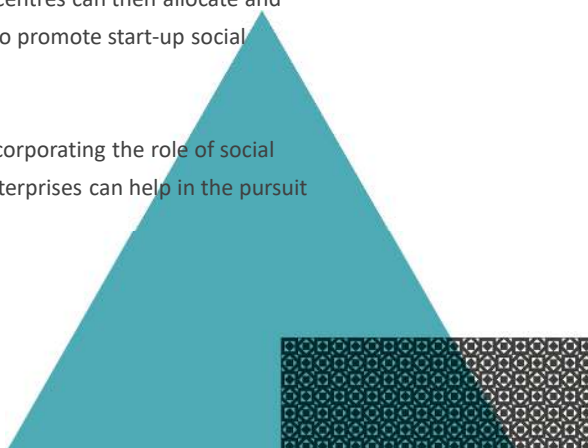 centres can then allocate and
o promote start-up social
corporating the role of social
terprises can help in the pursuit